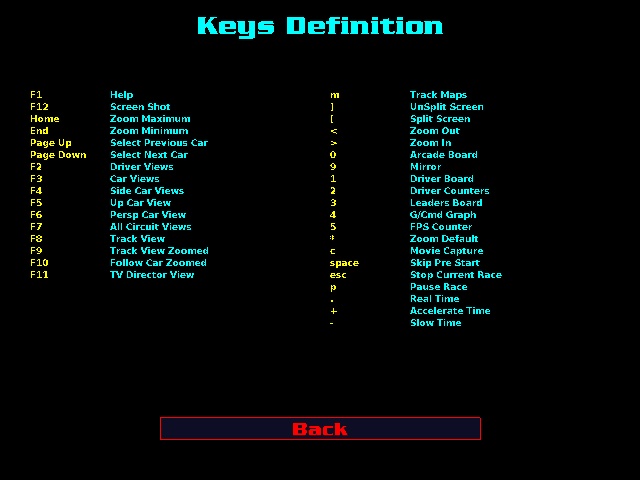 Keys Definition
F1 Help
F12 Screen Shot
Home Zoom Maximum
End Zoom Minimum
Page Up Select Previous Car
Page Down Select Next Car
F2 Driver Views
F3 Car Views
F4 Side Car Views
F5 Up Car View
F6 Persp Car View
F7 All Circuit Views
F8 Track View
F9 Track View Zoomed
F10 Follow Car Zoomed
F11 TV Director View
m Track Maps
] UnSplit Screen
[ Split Screen
< Zoom Out
> Zoom In
0 Arcade Board
9 Mirror
1 Driver Board
2 Driver Counters
3 Leaders Board
4 G/Cmd Graph
5 FPS Counter
* Zoom Default
c Movie Capture
space Skip Pre Start
esc Stop Current Race
p Pause Race
. Real Time
+ Accelerate Time
- Slow Time
Back